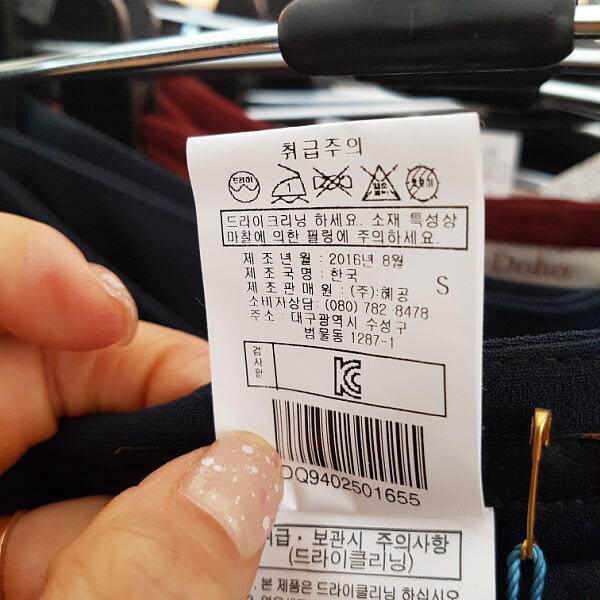 취급주의
드라이
드라이크리닝 하세요. 소재 특성상
마찰에 의한 필링에 주의하세요.
제 조 년 월 : 2016년 8월
제 조 국 명 : 한국
제 조 판 매 원 : (주):혜공
S
소비자상담: (080) 782 8478
주소 : 대구광역시 수성구
범물동 1287-1
검사필
KC
DQ9402501655
취급 · 보관시 주의사항
(드라이클리닝)
. 본 제품은 드라이클리닝 하십시오
Doho